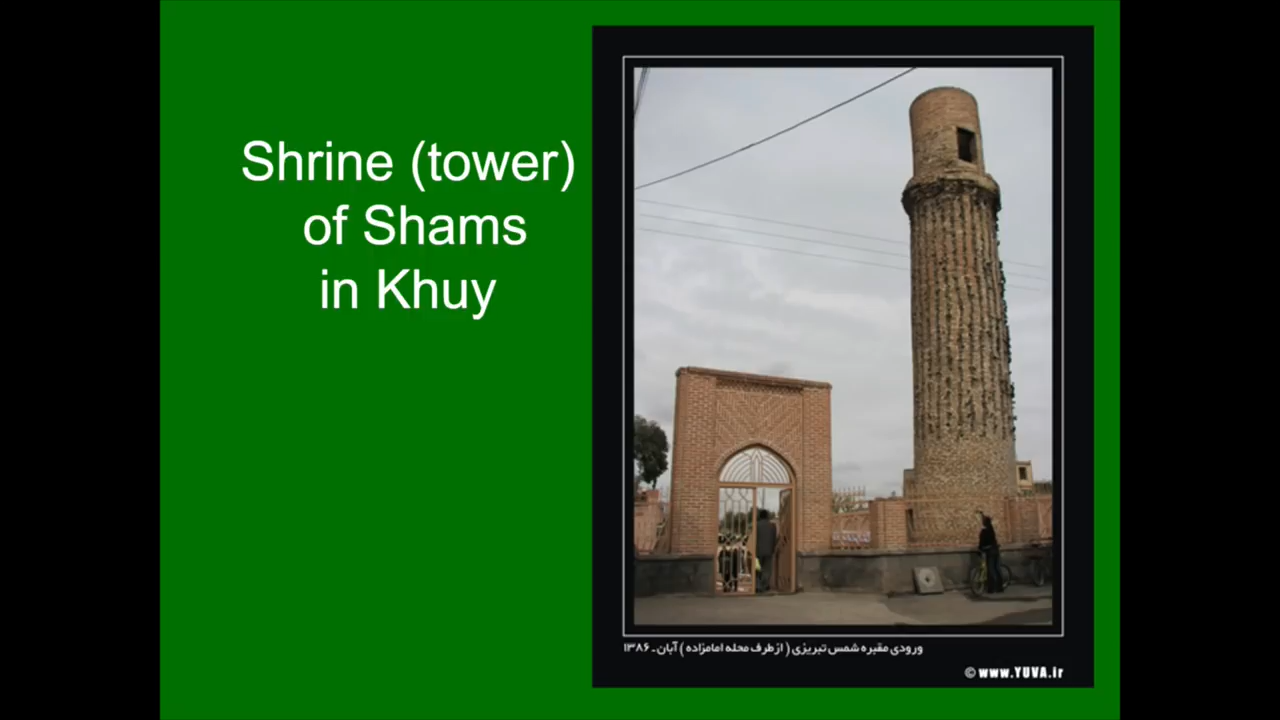 Shrine (tower)
of Shams
in Khuy
ورودی مقبره شمس تبریزی ( از طرف محله امامزاده ) آبان ـ ۱۳۸۶
© www.YUVA.ir